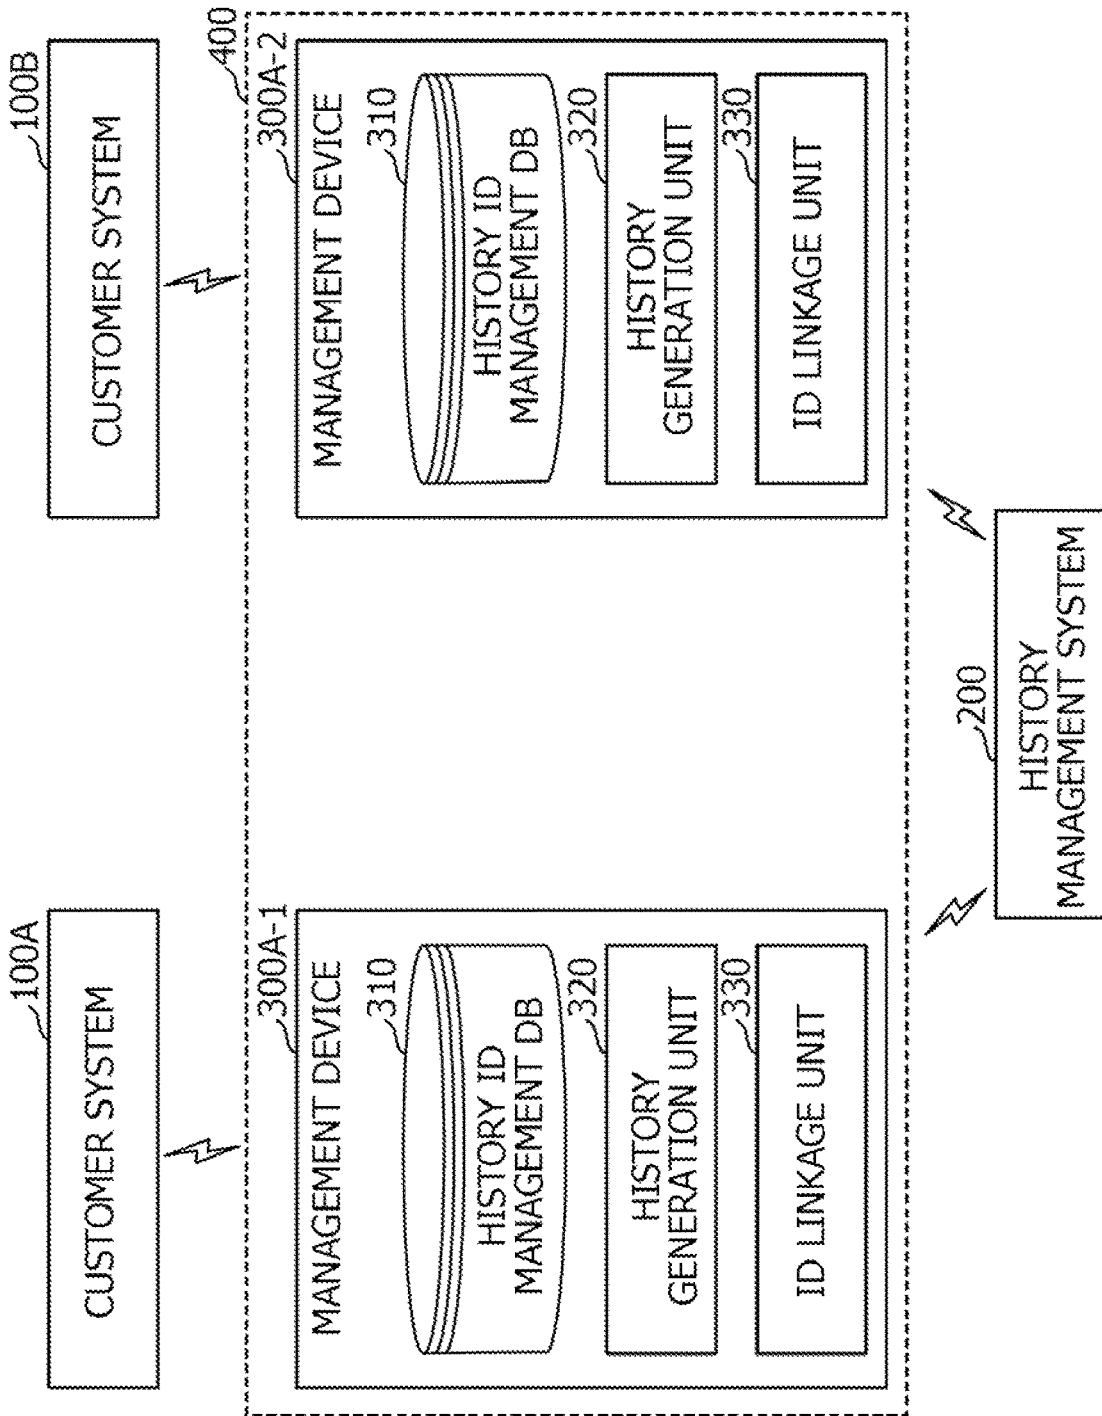 100A
CUSTOMER SYSTEM
100B
CUSTOMER SYSTEM
400
300A-1
MANAGEMENT DEVICE
310
HISTORY ID
MANAGEMENT DB
320
HISTORY
GENERATION UNIT
330
ID LINKAGE UNIT
300A-2
MANAGEMENT DEVICE
310
HISTORY ID
MANAGEMENT DB
320
HISTORY
GENERATION UNIT
330
ID LINKAGE UNIT
200
HISTORY
MANAGEMENT SYSTEM